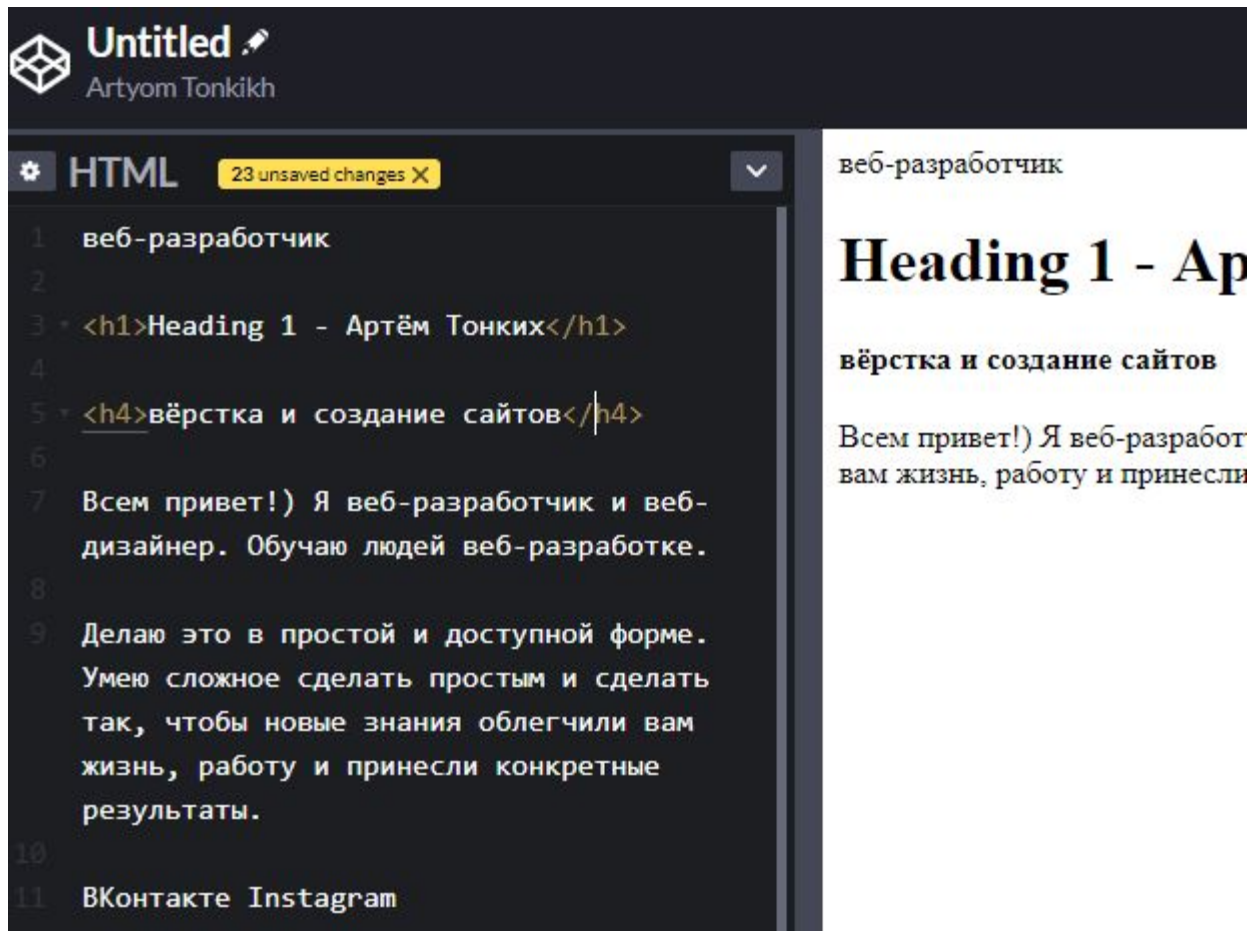 Untitled
Artyom Tonkikh
HTML
23 unsaved changes X
1 веб-разработчик
2
3 <h1>Heading 1 - Артём Тонких</h1>
4
5 <h4>вёрстка и создание сайтов</h4>
6
7 Всем привет!) Я веб-разработчик и веб-
дизайнер. Обучаю людей веб-разработке.
8
9 Делаю это в простой и доступной форме.
Умею сложное сделать простым и сделать
так, чтобы новые знания облегчили вам
жизнь, работу и принесли конкретные
результаты.
10
11 ВКонтакте Instagram
веб-разработчик
Heading 1 - Ар
вёрстка и создание сайтов
Всем привет!) Я веб-разработ
вам жизнь, работу и принесли